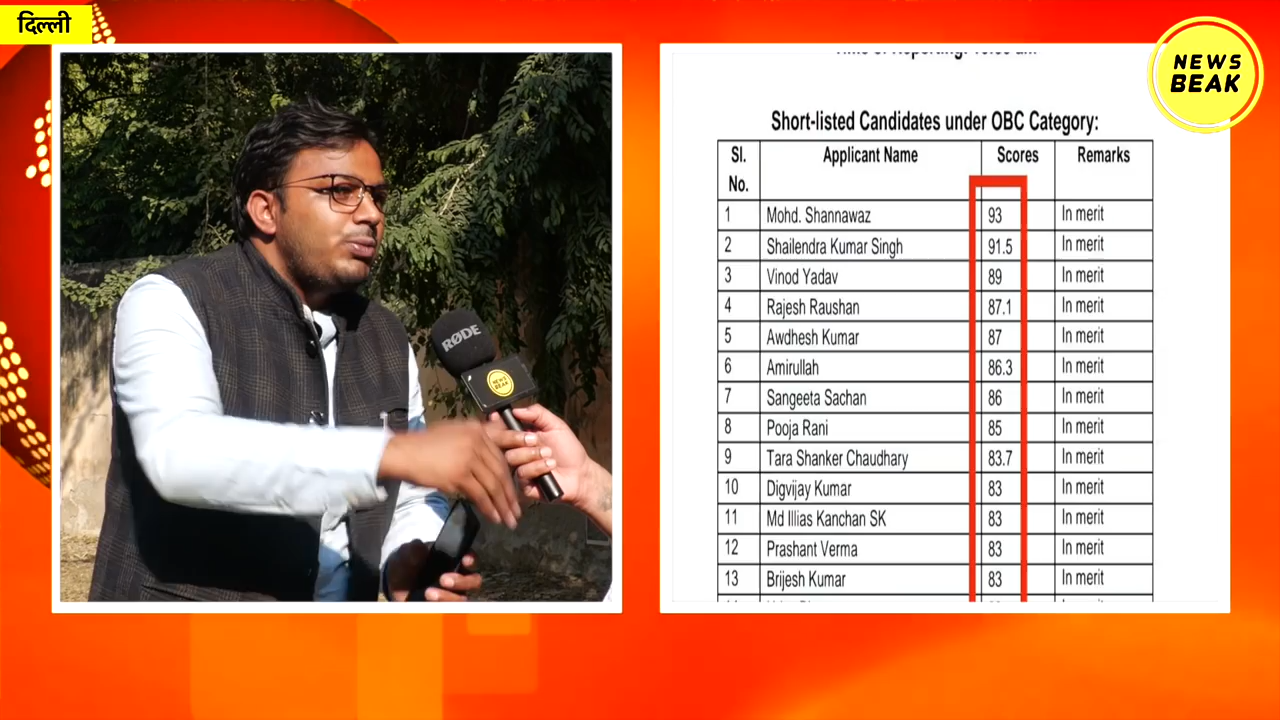 दिल्ली
NEWS
BEAK
RØDE
NEWS
BEAK
Short-listed Candidates under OBC Category:
Sl. No. Applicant Name Scores Remarks
1 Mohd. Shannawaz 93 In merit
2 Shailendra Kumar Singh 91.5 In merit
3 Vinod Yadav 89 In merit
4 Rajesh Raushan 87.1 In merit
5 Awdhesh Kumar 87 In merit
6 Amirullah 86.3 In merit
7 Sangeeta Sachan 86 In merit
8 Pooja Rani 85 In merit
9 Tara Shanker Chaudhary 83.7 In merit
10 Digvijay Kumar 83 In merit
11 Md Illias Kanchan SK 83 In merit
12 Prashant Verma 83 In merit
13 Brijesh Kumar 83 In merit